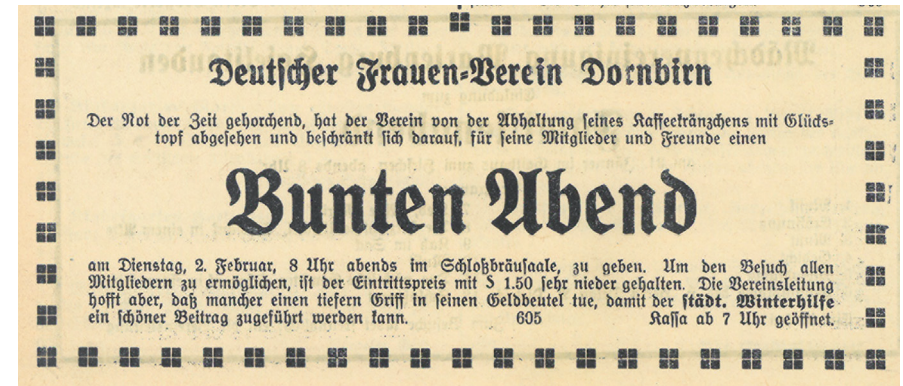 Deutscher Frauen-Verein Dornbirn
Der Not der Zeit gehorchend, hat der Verein von der Abhaltung seines Kaffeekränzchens mit Glücks-
topf abgesehen und beschränkt sich darauf, für seine Mitglieder und Freunde einen
Bunten Abend
am Dienstag, 2. Februar, 8 Uhr abends im Schloßbräusaale, zu geben. Um den Besuch allen
Mitgliedern zu ermöglichen, ist der Eintrittspreis mit S 1.50 sehr nieder gehalten. Die Vereinsleitung
hofft aber, daß mancher einen tiefern Griff in seinen Geldbeutel tue, damit der städt. Winterhilfe
ein schöner Beitrag zugeführt werden kann. 605 Kassa ab 7 Uhr geöffnet.